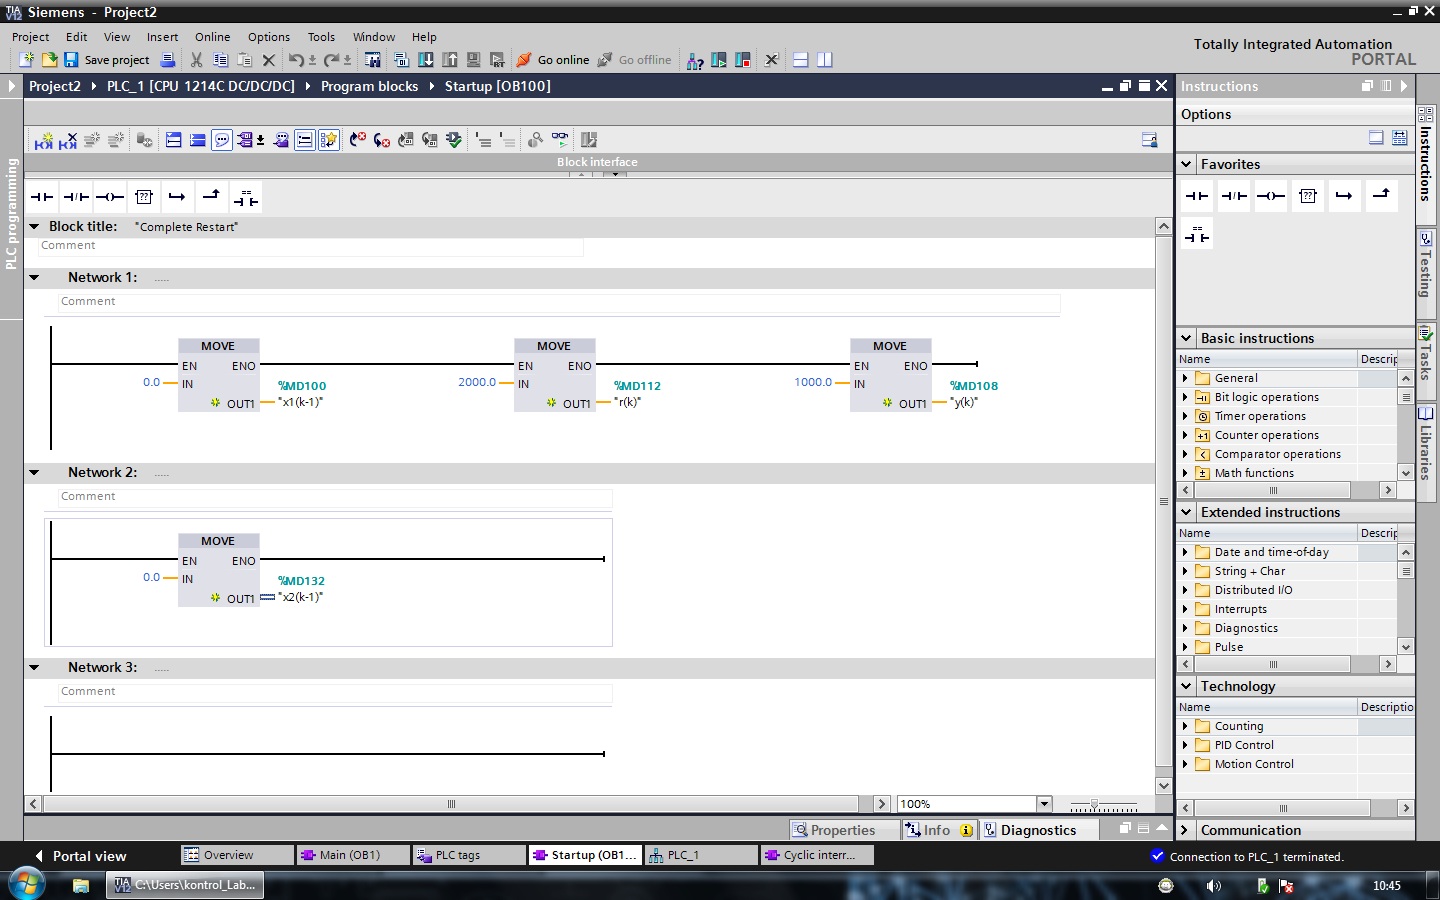 TIA V12 Siemens - Project2
Project Edit View Insert Online Options Tools Window Help
Totally Integrated Automation
PORTAL
Save project Go online Go offline
Project2 PLC_1 [CPU 1214C DC/DC/DC] Program blocks Startup [OB100]
Instructions
Options
Block interface
Favorites
PLC programming
Block title: "Complete Restart"
Comment
Network 1: .....
Comment
MOVE MOVE MOVE
EN ENO EN ENO EN ENO
0.0 IN 2000.0 IN 1000.0 IN
%MD100 %MD112 %MD108
OUT1 "x1(k-1)" OUT1 "r(k)" OUT1 "y(k)"
Network 2: .....
Comment
MOVE
EN ENO
0.0 IN
%MD132
OUT1 "x2(k-1)"
Network 3: .....
Comment
100%
Basic instructions
Name Descrip
General
Bit logic operations
Timer operations
Counter operations
Comparator operations
Math functions
Extended instructions
Name Descrip
Date and time-of-day
String + Char
Distributed I/O
Interrupts
Diagnostics
Pulse
Technology
Name Descriptio
Counting
PID Control
Motion Control
Communication
Instructions
Testing
Tasks
Libraries
Properties Info Diagnostics
Portal view Overview Main (OB1) PLC tags Startup (OB1... PLC_1 Cyclic interr...
Connection to PLC_1 terminated.
C:\Users\kontrol_Lab...
10:45